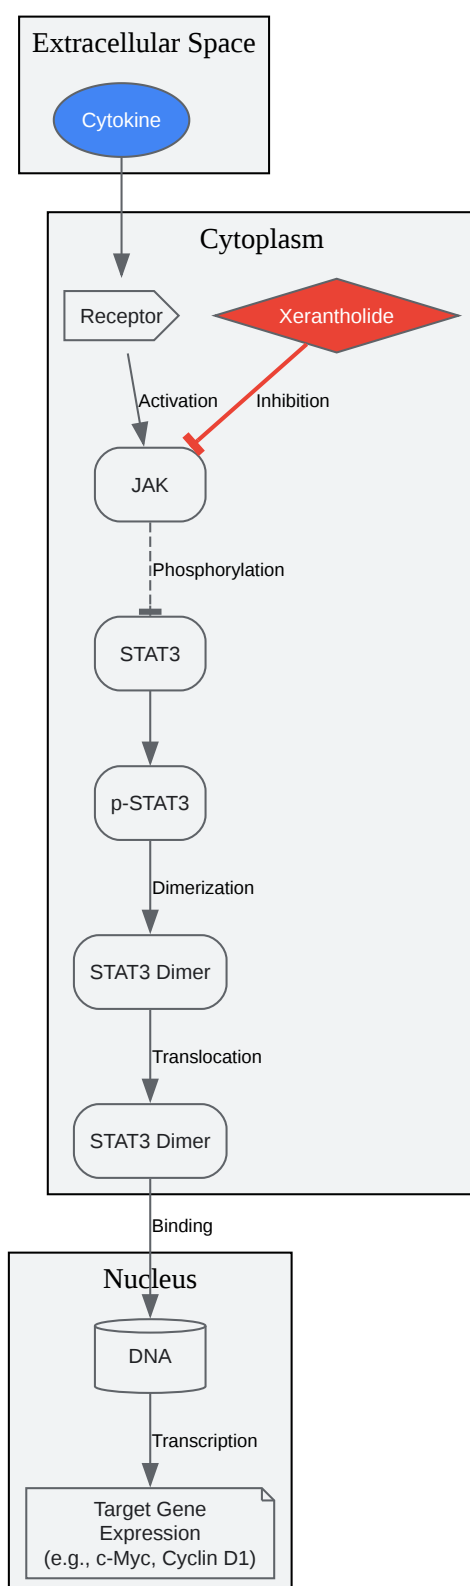 Extracellular Space
Cytokine
Cytoplasm
Receptor
Xerantholide
Activation
Inhibition
JAK
Phosphorylation
STAT3
p-STAT3
Dimerization
STAT3 Dimer
Translocation
STAT3 Dimer
Binding
Nucleus
DNA
Transcription
Target Gene
Expression
(e.g., c-Myc, Cyclin D1)